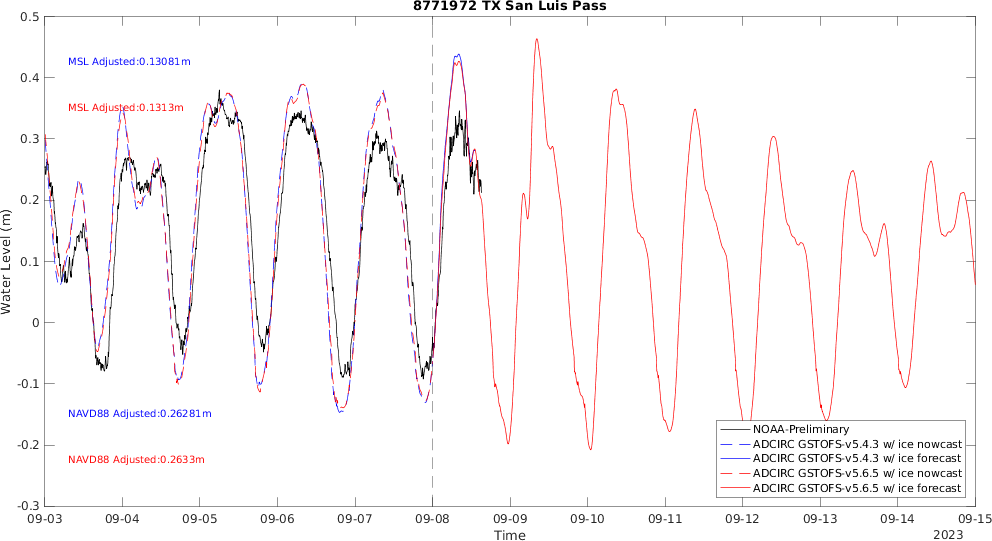 8771972 TX San Luis Pass
0.5
0.4
0.3
0.2
0.1
0
-0.1
-0.2
-0.3
Water Level (m)
MSL Adjusted:0.13081m
MSL Adjusted:0.1313m
NAVD88 Adjusted:0.26281m
NAVD88 Adjusted:0.2633m
NOAA-Preliminary
ADCIRC GSTOFS-v5.4.3 w/ ice nowcast
ADCIRC GSTOFS-v5.4.3 w/ ice forecast
ADCIRC GSTOFS-v5.6.5 w/ ice nowcast
ADCIRC GSTOFS-v5.6.5 w/ ice forecast
09-03 09-04 09-05 09-06 09-07 09-08 09-09 09-10 09-11 09-12 09-13 09-14 09-15
Time
2023